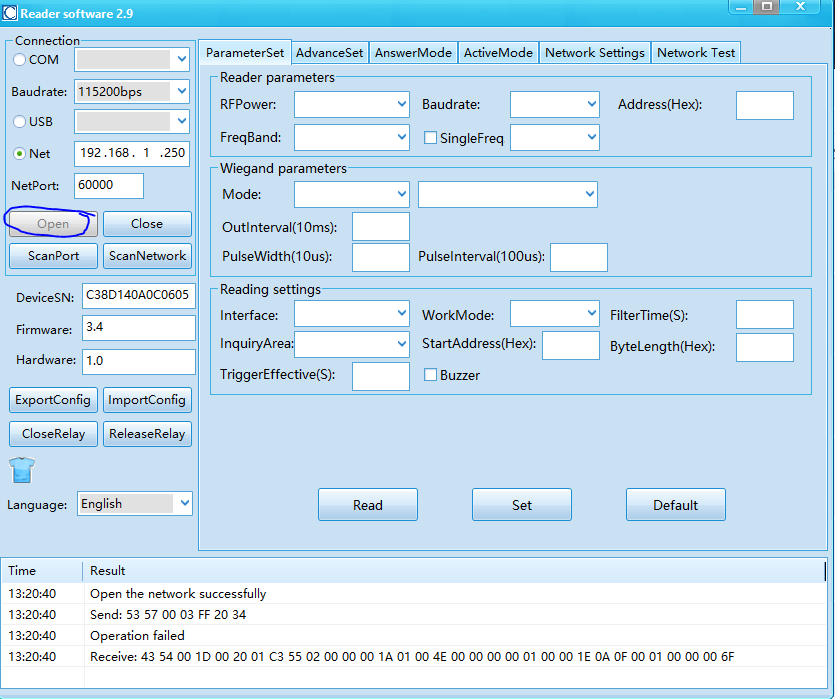 Reader software 2.9
Connection
COM
Baudrate: 115200bps
USB
Net 192.168. 1 .250
NetPort: 60000
Open Close
ScanPort ScanNetwork
DeviceSN: C38D140A0C0605
Firmware: 3.4
Hardware: 1.0
ExportConfig ImportConfig
CloseRelay ReleaseRelay
Language: English
ParameterSet AdvanceSet AnswerMode ActiveMode Network Settings Network Test
Reader parameters
RFPower: Baudrate: Address(Hex):
FreqBand: SingleFreq
Wiegand parameters
Mode:
OutInterval(10ms):
PulseWidth(10us): PulseInterval(100us):
Reading settings
Interface: WorkMode: FilterTime(S):
InquiryArea: StartAddress(Hex): ByteLength(Hex):
TriggerEffective(S): Buzzer
Read Set Default
Time Result
13:20:40 Open the network successfully
13:20:40 Send: 53 57 00 03 FF 20 34
13:20:40 Operation failed
13:20:40 Receive: 43 54 00 1D 00 20 01 C3 55 02 00 00 00 1A 01 00 4E 00 00 00 00 01 00 00 1E 0A 0F 00 01 00 00 00 6F